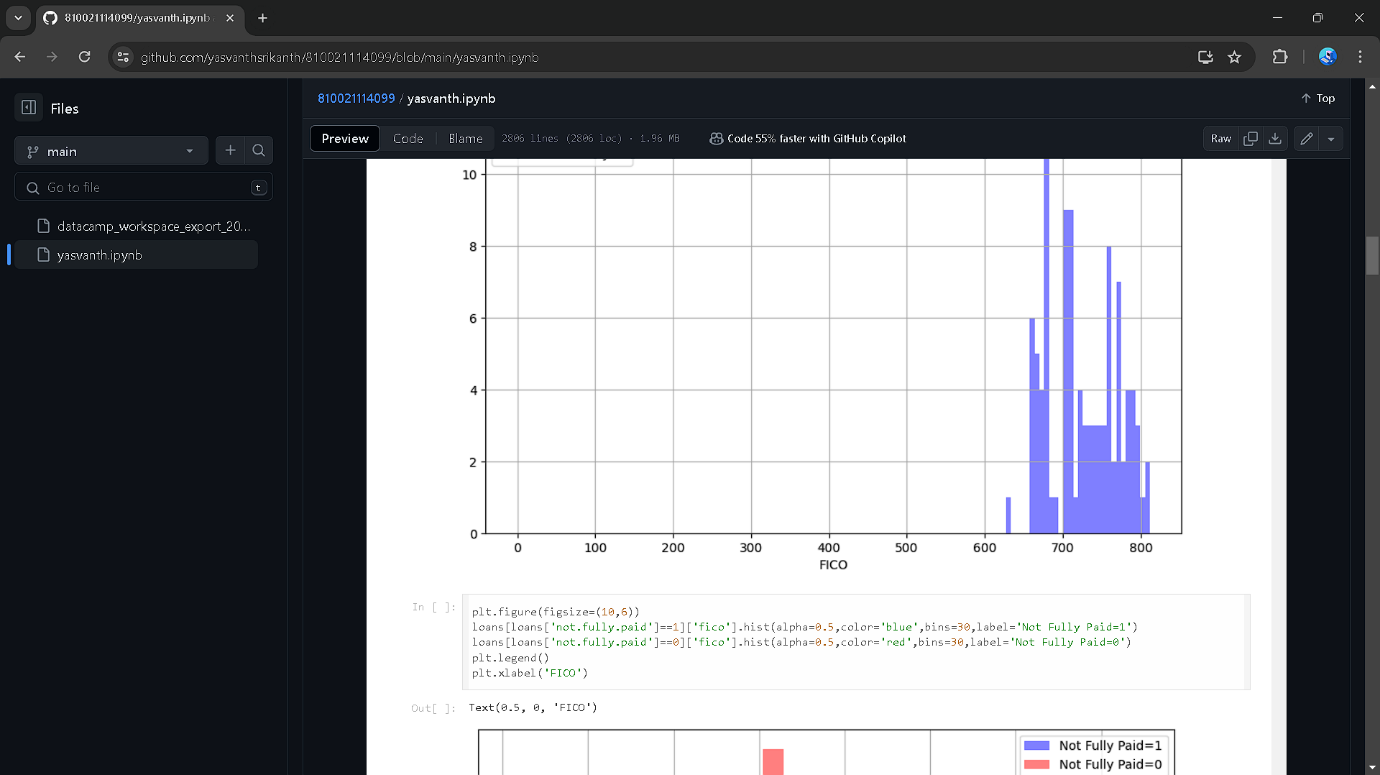 810021114099/yasvanth.ipynb
github.com/yasvanthsrikanth/810021114099/blob/main/yasvanth.ipynb
Files
810021114099 / yasvanth.ipynb
Top
main
Preview
Code
Blame
2806 lines (2806 loc) · 1.96 MB
Code 55% faster with GitHub Copilot
Raw
Go to file
t
datacamp_workspace_export_20...
yasvanth.ipynb
10
8
6
4
2
0
0 100 200 300 400 500 600 700 800
FICO
In [ ]:
plt.figure(figsize=(10,6))
loans[loans['not.fully.paid']==1]['fico'].hist(alpha=0.5,color='blue',bins=30,label='Not Fully Paid=1')
loans[loans['not.fully.paid']==0]['fico'].hist(alpha=0.5,color='red',bins=30,label='Not Fully Paid=0')
plt.legend()
plt.xlabel('FICO')
Out[ ]:
Text(0.5, 0, 'FICO')
Not Fully Paid=1
Not Fully Paid=0